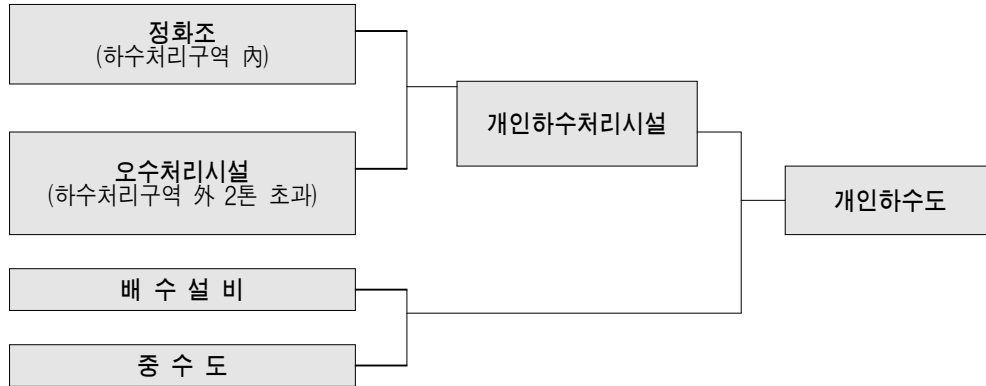 정화조
(하수처리구역 內)
개인하수처리시설
오수처리시설
(하수처리구역 外 2톤 초과)
개인하수도
배 수 설 비
중 수 도